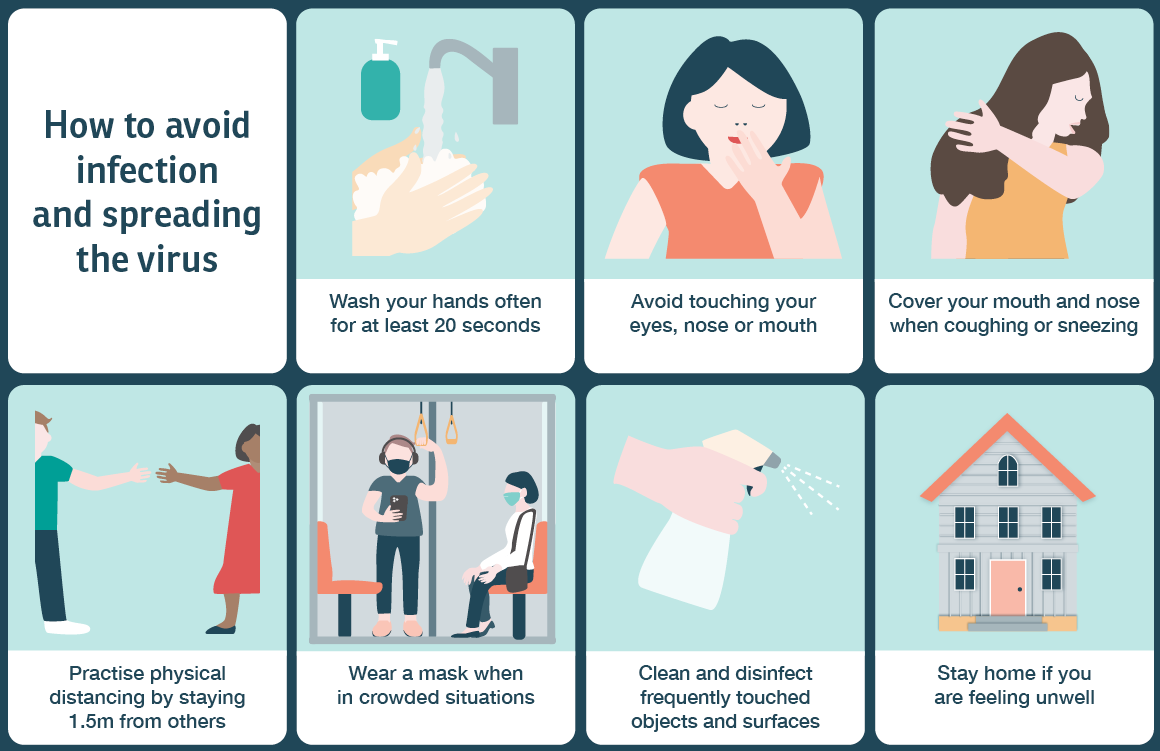 How to avoid
infection
and spreading
the virus
Wash your hands often
for at least 20 seconds
Avoid touching your
eyes, nose or mouth
Cover your mouth and nose
when coughing or sneezing
Practise physical
distancing by staying
1.5m from others
Wear a mask when
in crowded situations
Clean and disinfect
frequently touched
objects and surfaces
Stay home if you
are feeling unwell